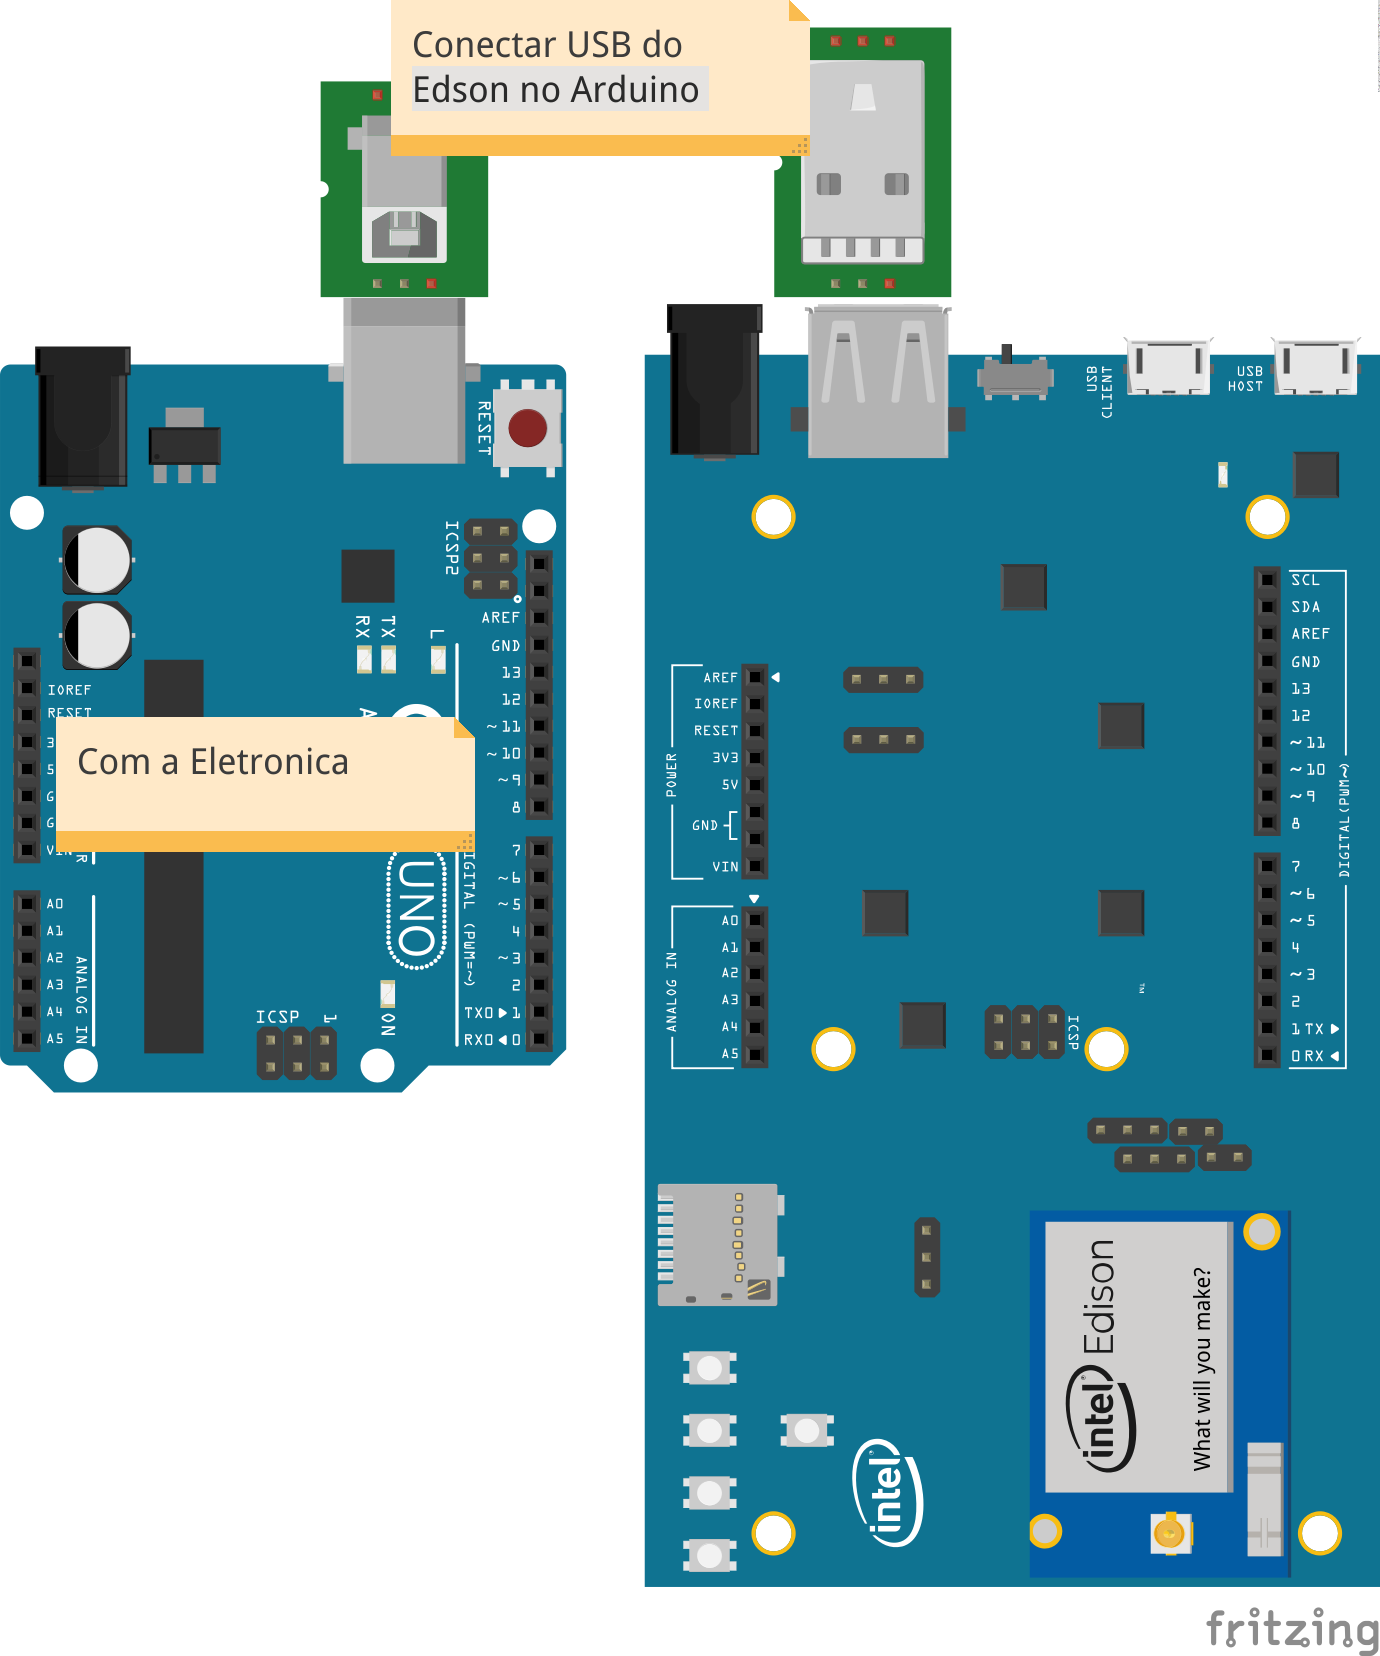 Conectar USB do
Edson no Arduino
RESET
ICSP2
AREF
GND
13
12
~11
~10
~9
8
RX
TX
L
IOREF
RESET
3
5
G
G
VIN
Com a Eletronica
UNO
7
~6
~5
4
~3
2
TXO▶1
RXO◀0
DIGITAL (PWM=~)
A0
A1
A2
A3
A4
A5
ANALOG IN
ICSP
1
ON
USB
CLIENT
USB
HOST
AREF
IOREF
RESET
3V3
5V
GND
VIN
POWER
A0
A1
A2
A3
A4
A5
ANALOG IN
SCL
SDA
AREF
GND
13
12
~11
~10
~9
8
7
~6
~5
4
~3
2
1 TX▶
0 RX◀
DIGITAL(PWM~)
ICSP
TM
intel® Edison
What will you make?
intel®
fritzing